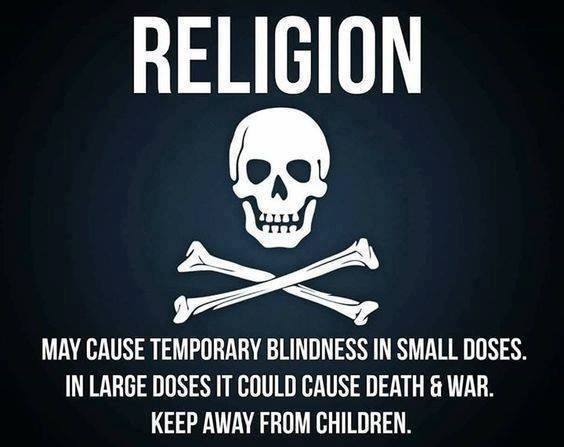 RELIGION
MAY CAUSE TEMPORARY BLINDNESS IN SMALL DOSES.
IN LARGE DOSES IT COULD CAUSE DEATH & WAR.
KEEP AWAY FROM CHILDREN.